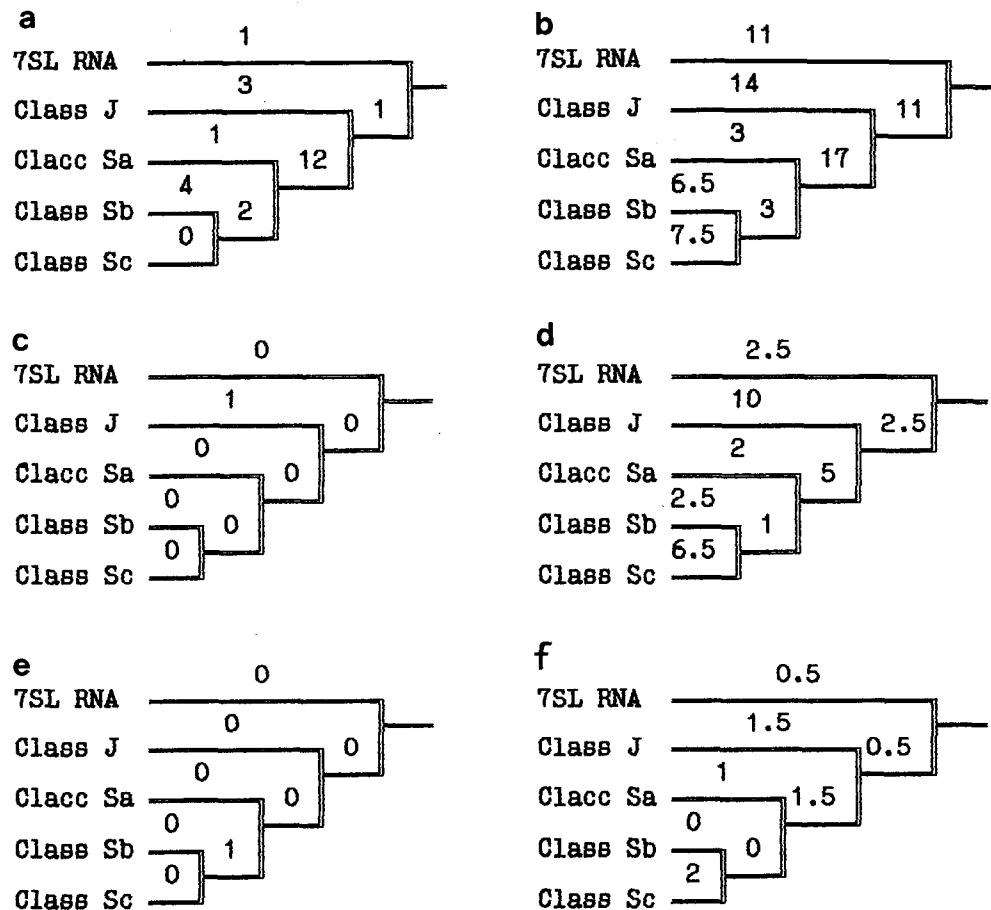 a
1
7SL RNA
3
Class J
1
1
Clacc Sa
12
4
Class Sb
2
0
Class Sc
b
11
7SL RNA
14
Class J
11
3
Clacc Sa
17
6.5
Class Sb
3
7.5
Class Sc
c
0
7SL RNA
1
Class J
0
0
Clacc Sa
0
0
Class Sb
0
0
Class Sc
d
2.5
7SL RNA
10
Class J
2.5
2
Clacc Sa
5
2.5
Class Sb
1
6.5
Class Sc
e
0
7SL RNA
0
Class J
0
0
Clacc Sa
0
0
Class Sb
1
0
Class Sc
f
0.5
7SL RNA
1.5
Class J
0.5
1
Clacc Sa
1.5
0
Class Sb
0
2
Class Sc